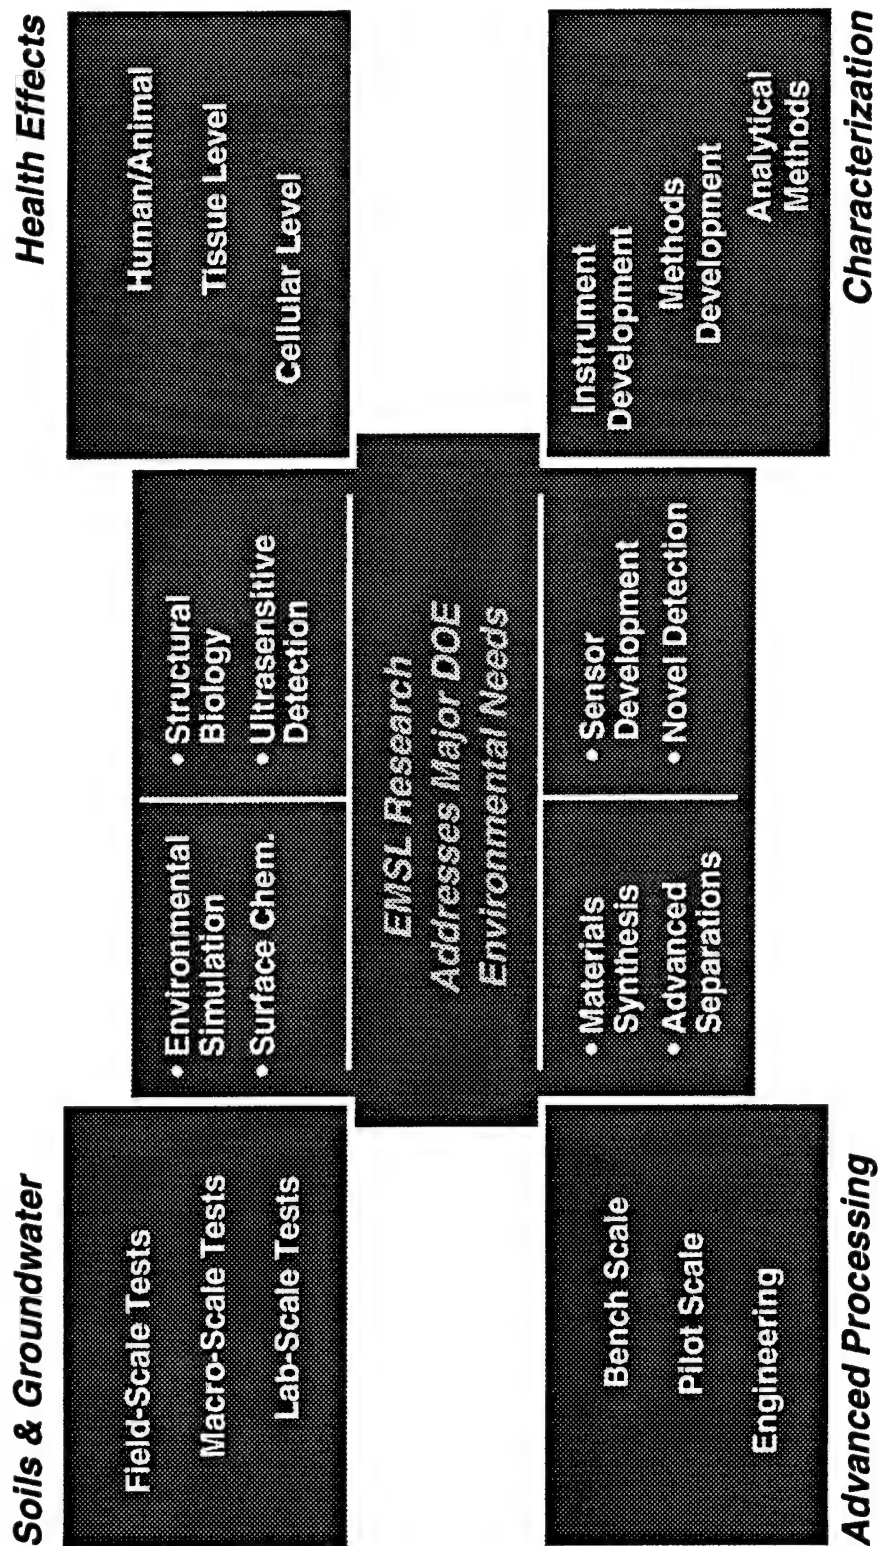 Soils & Groundwater
Field-Scale Tests
Macro-Scale Tests
Lab-Scale Tests
• Environmental
Simulation
• Surface Chem.
• Structural
Biology
• Ultrasensitive
Detection
Health Effects
Human/Animal
Tissue Level
Cellular Level
EMSL Research
Addresses Major DOE
Environmental Needs
Bench Scale
Pilot Scale
Engineering
Advanced Processing
• Materials
Synthesis
• Advanced
Separations
• Sensor
Development
• Novel Detection
Instrument
Development
Methods
Development
Analytical
Methods
Characterization